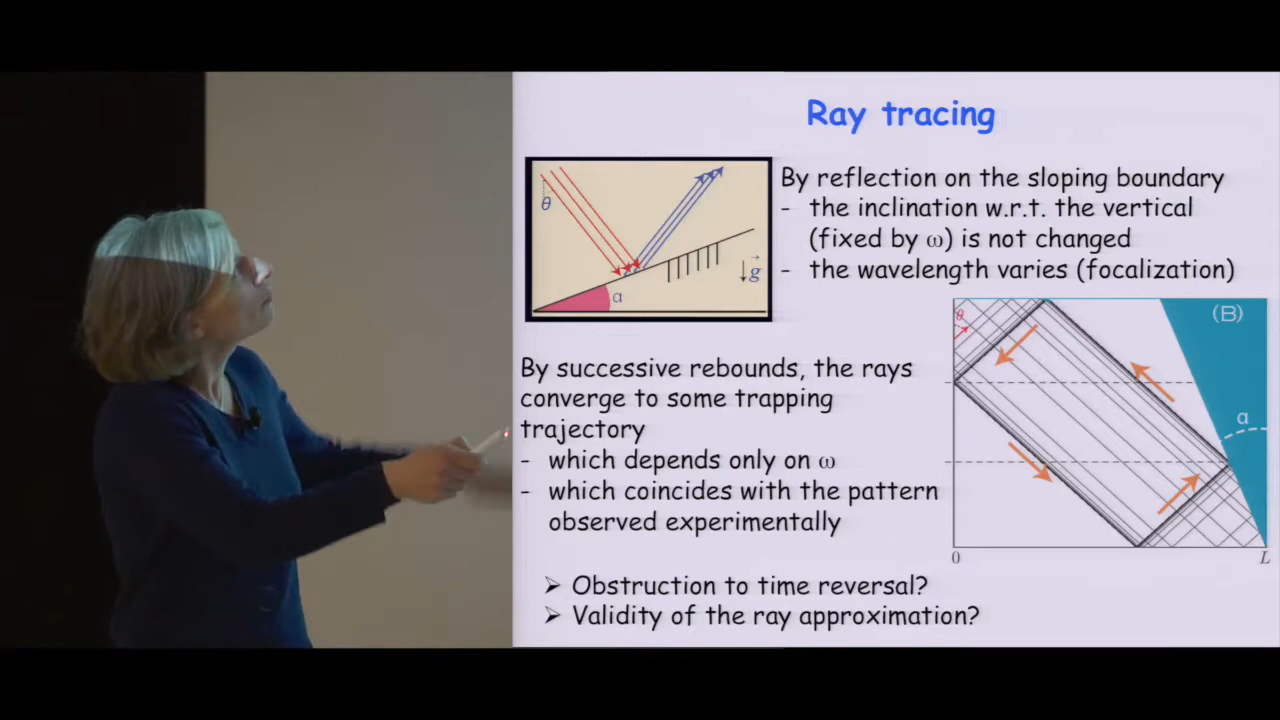 Ray tracing
θ
α
g
By reflection on the sloping boundary
- the inclination w.r.t. the vertical
(fixed by ω) is not changed
- the wavelength varies (focalization)
(B)
θ
α
0
L
By successive rebounds, the rays
converge to some trapping
trajectory
- which depends only on ω
- which coincides with the pattern
observed experimentally
➢ Obstruction to time reversal?
➢ Validity of the ray approximation?